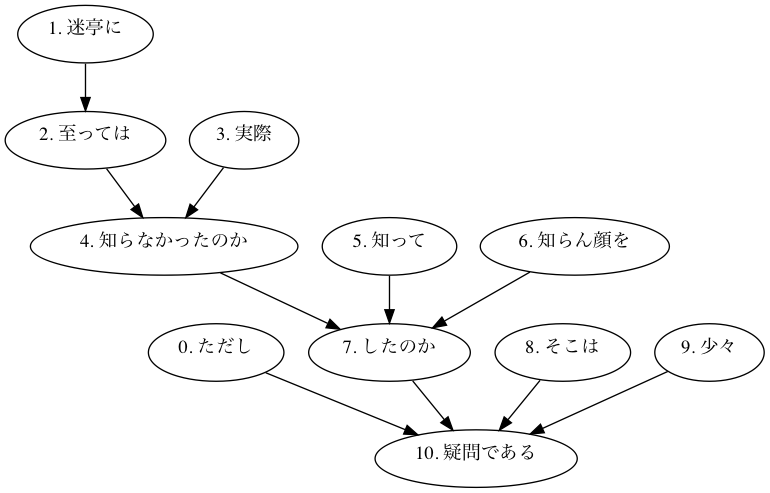 1. 迷亭に
2. 至っては
3. 実際
4. 知らなかったのか
5. 知って
6. 知らん顔を
0. ただし
7. したのか
8. そこは
9. 少々
10. 疑問である